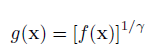 g(x) = [f(x)]^{1/γ}